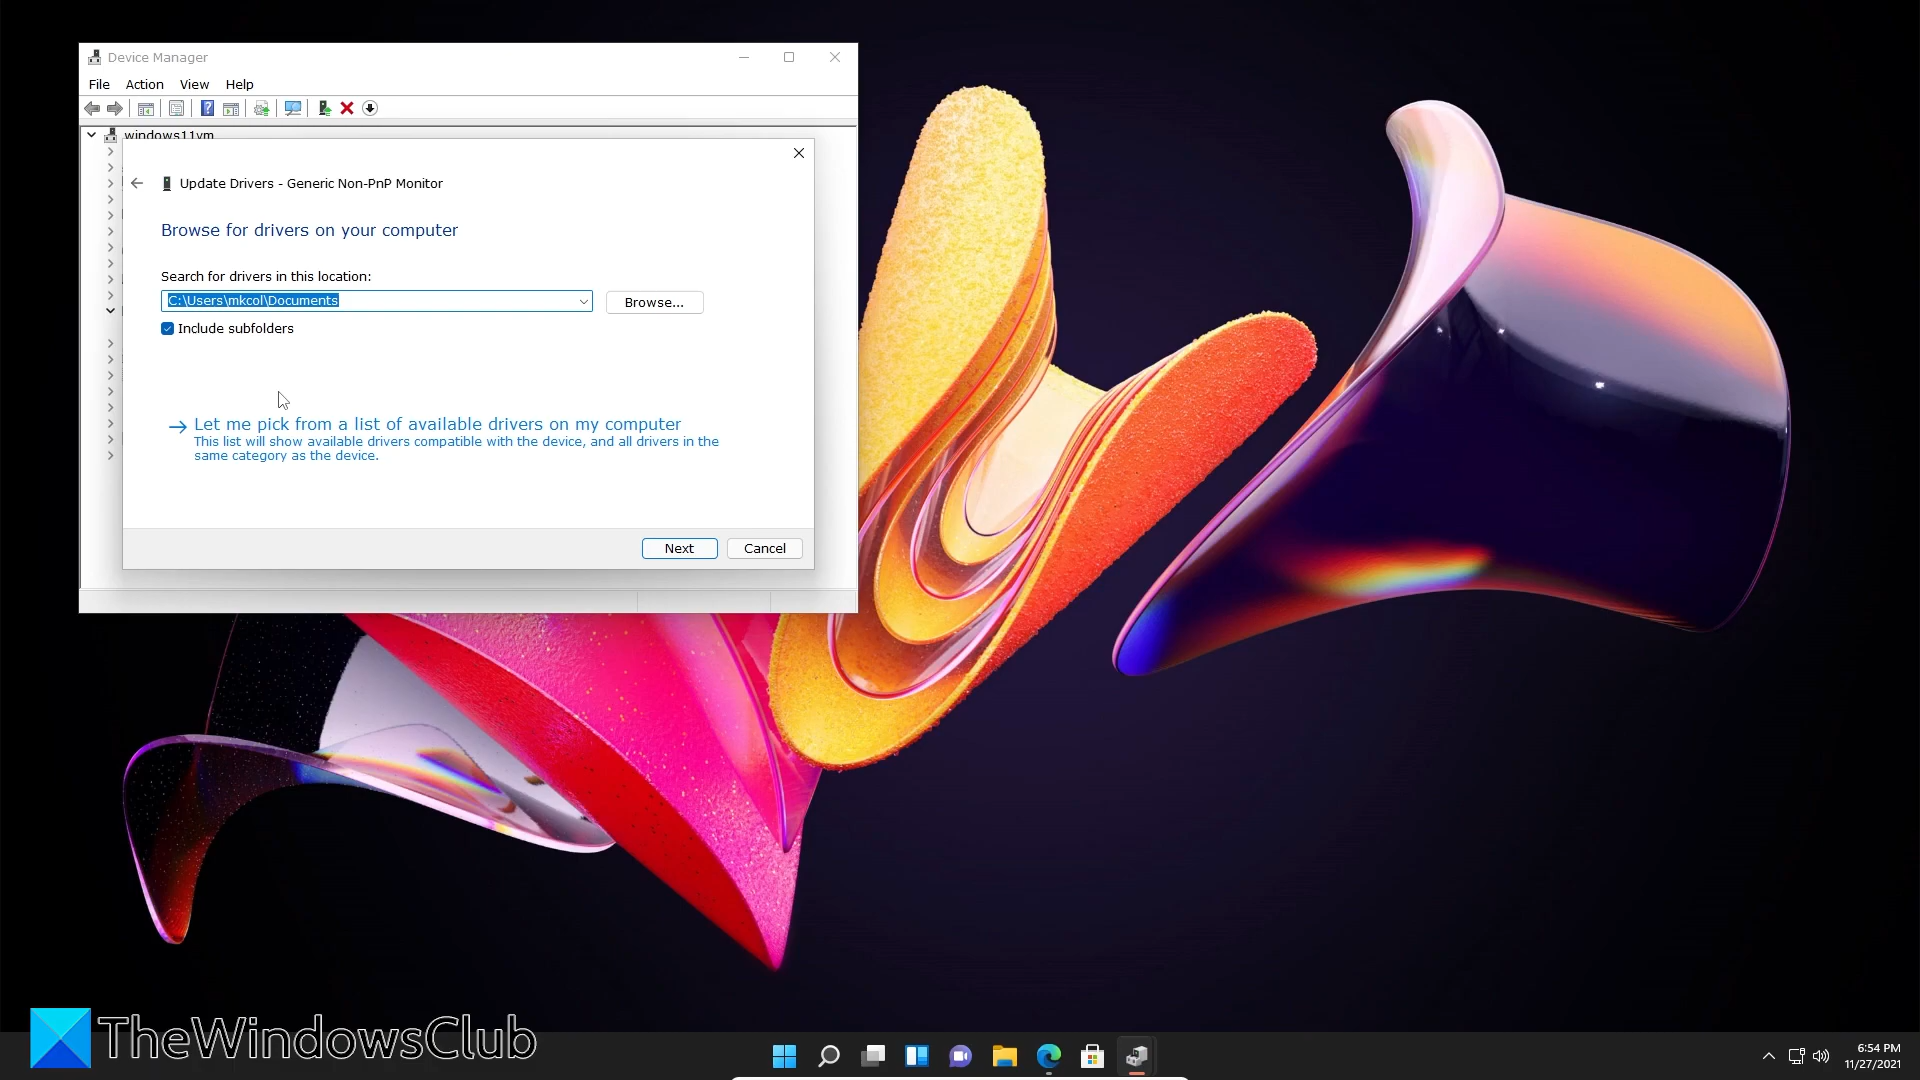 Device Manager
File Action View Help
windows11vm
Update Drivers - Generic Non-PnP Monitor
Browse for drivers on your computer
Search for drivers in this location:
C:\Users\mkcol\Documents
Browse...
Include subfolders
Let me pick from a list of available drivers on my computer
This list will show available drivers compatible with the device, and all drivers in the
same category as the device.
Next Cancel
TheWindowsClub
6:54 PM
11/27/2021